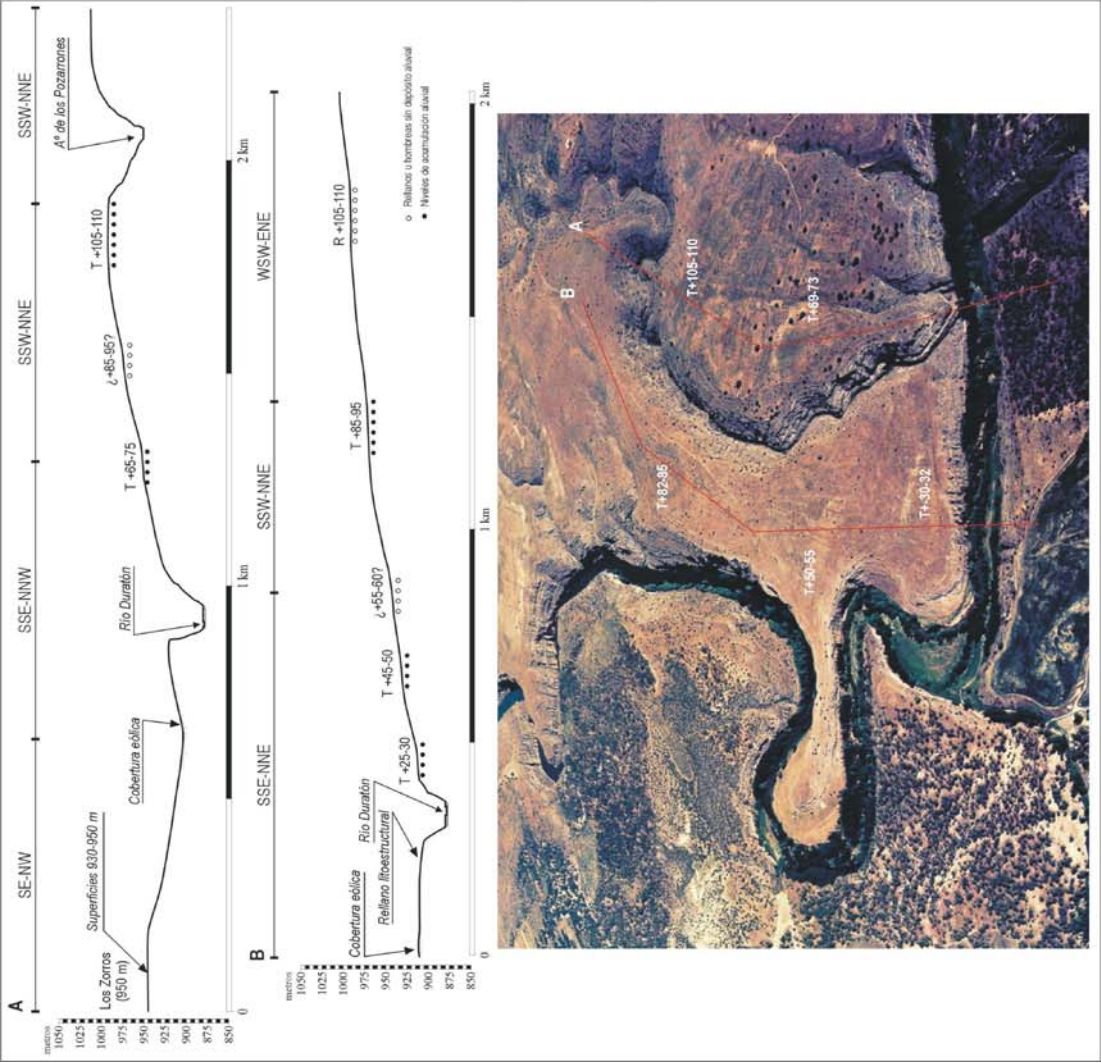 A
SE-NW
SSE-NNW
SSW-NNE
SSW-NNE
metros
1050
1025
1000
975
950
925
900
875
850
Los Zorros
(950 m)
Superficies 930-950 m
Cobertura eólica
Río Duratón
T +65-75
¿+85-95?
T +105-110
Aº de los Pozarrones
0
1 km
2 km
B
SSE-NNE
SSW-NNE
WSW-ENE
metros
1050
1000
975
950
925
900
875
850
Cobertura eólica
Rellano litoestructural
Río Duratón
T +25-30
T +45-50
¿+55-60?
T +85-95
R +105-110
○ Rellanos u hombreas sin depósito aluvial
● Niveles de acumulación aluvial
0
1 km
2 km
A
B
T+105-110
T+69-73
T+82-85
T+50-55
T+-30-32